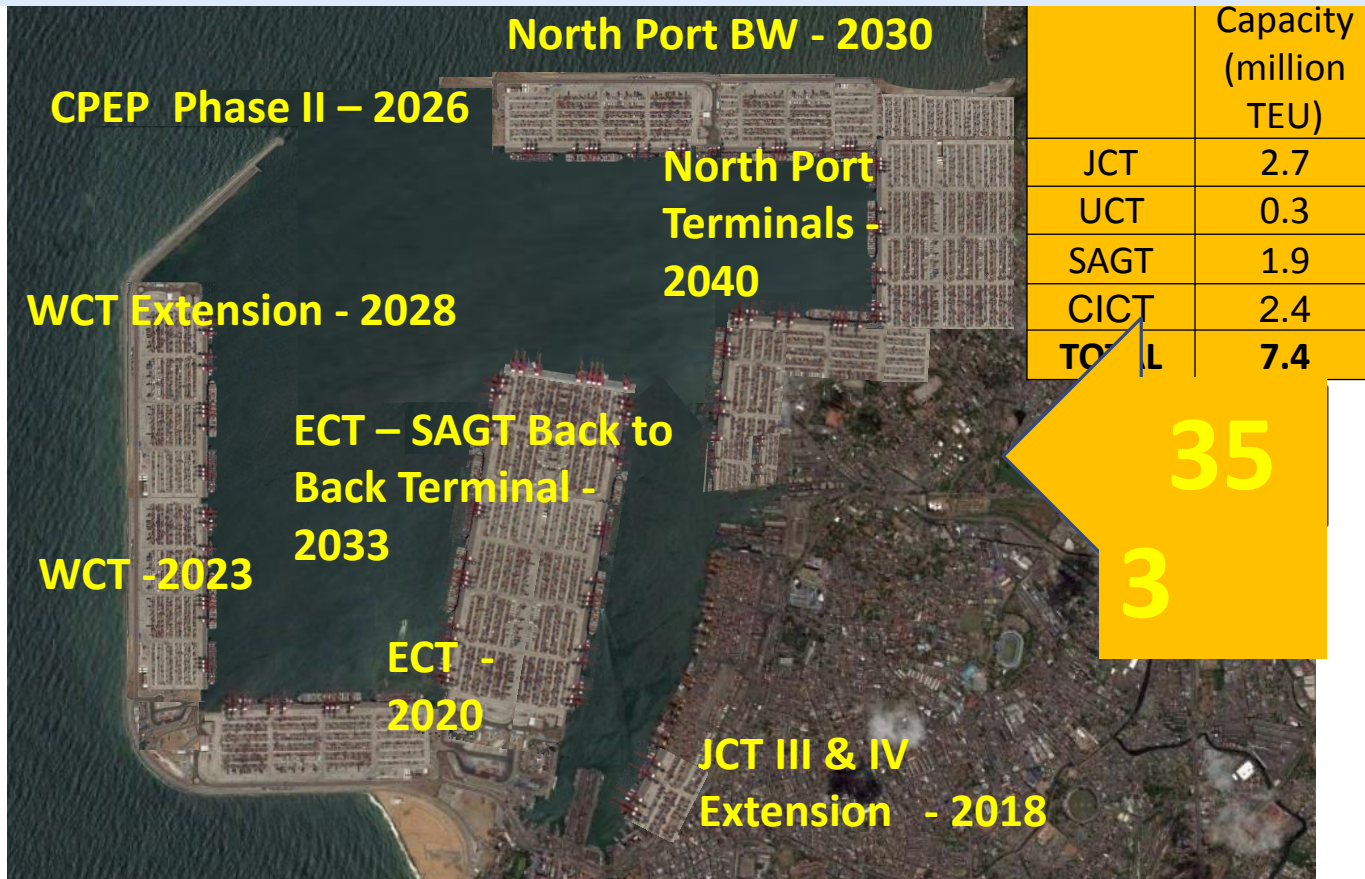 North Port BW - 2030
CPEP Phase II – 2026
Capacity
(million
TEU)
JCT 2.7
UCT 0.3
SAGT 1.9
CICT 2.4
TOTAL 7.4
North Port
Terminals -
2040
WCT Extension - 2028
ECT – SAGT Back to
Back Terminal -
2033
35
3
WCT -2023
ECT -
2020
JCT III & IV
Extension - 2018